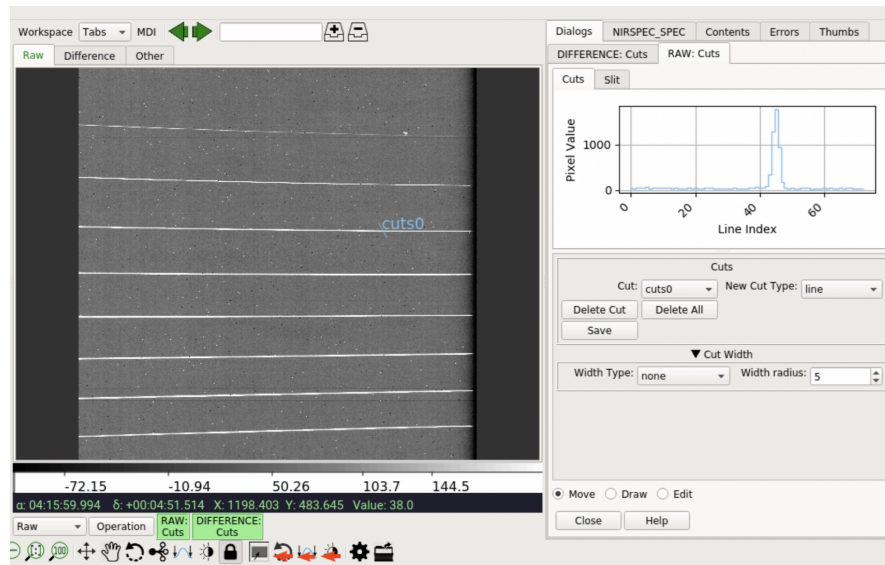 Workspace Tabs MDI
Raw Difference Other
cuts0
-72.15 -10.94 50.26 103.7 144.5
α: 04:15:59.994 δ: +00:04:51.514 X: 1198.403 Y: 483.645 Value: 38.0
Raw Operation RAW: Cuts DIFFERENCE: Cuts
1:1 100
Dialogs NIRSPEC_SPEC Contents Errors Thumbs
DIFFERENCE: Cuts RAW: Cuts
Cuts Slit
Pixel Value
1000
0
0 20 40 60
Line Index
Cuts
Cut: cuts0 New Cut Type: line
Delete Cut Delete All
Save
Cut Width
Width Type: none Width radius: 5
Move Draw Edit
Close Help